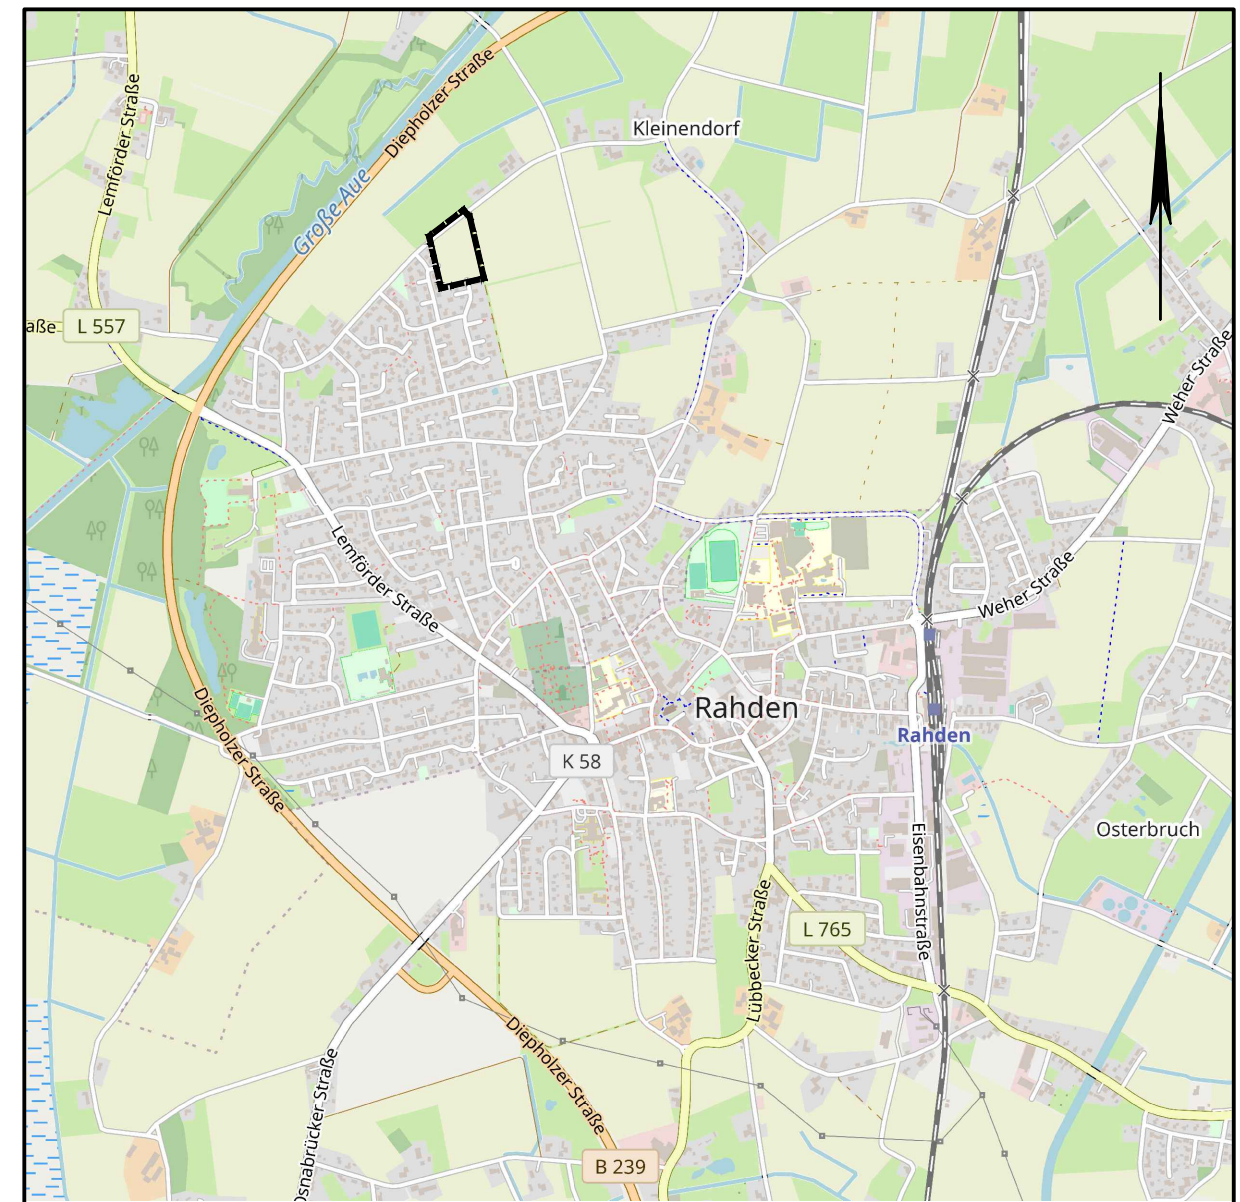 Diepholzer Straße
Lemförder Straße
Kleinendorf
Große Aue
aße
L 557
Weher Straße
Lemförder Straße
Weher Straße
Diepholzer Straße
Rahden
Rahden
K 58
Osterbruch
Eisenbahnstraße
Lübbecker Straße
L 765
Diepholzer Straße
Osnabrücker Straße
B 239